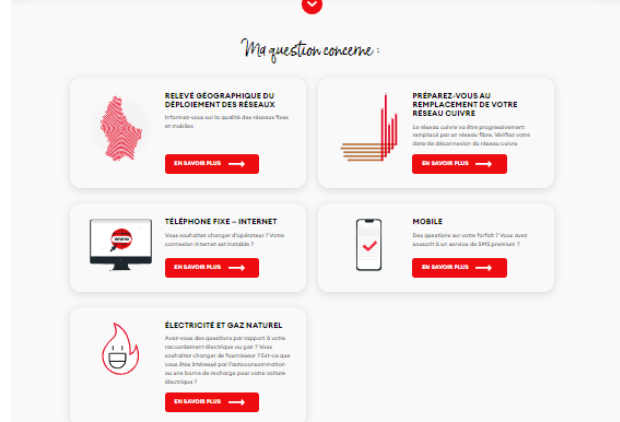 Ma question concerne :
RELEVÉ GÉOGRAPHIQUE DU
DÉPLOIEMENT DES RÉSEAUX
Informez-vous sur la qualité des réseaux fixes
et mobiles
EN SAVOIR PLUS
PRÉPAREZ-VOUS AU
REMPLACEMENT DE VOTRE
RÉSEAU CUIVRE
Le réseau cuivre va être progressivement
remplacé par un réseau fibre. Vérifiez votre
date de déconnexion du réseau cuivre
EN SAVOIR PLUS
TÉLÉPHONE FIXE – INTERNET
Vous souhaitez changer d'opérateur ? Votre
connexion internet est instable ?
WWW
EN SAVOIR PLUS
MOBILE
Des questions sur votre forfait ? Vous avez
souscrit à un service de SMS premium ?
EN SAVOIR PLUS
ÉLECTRICITÉ ET GAZ NATUREL
Avez-vous des questions par rapport à votre
raccordement électrique ou gaz ? Vous
souhaitez changer de fournisseur ? Est-ce que
vous êtes intéressé par l'autoconsommation
ou une borne de recharge pour votre voiture
électrique ?
EN SAVOIR PLUS